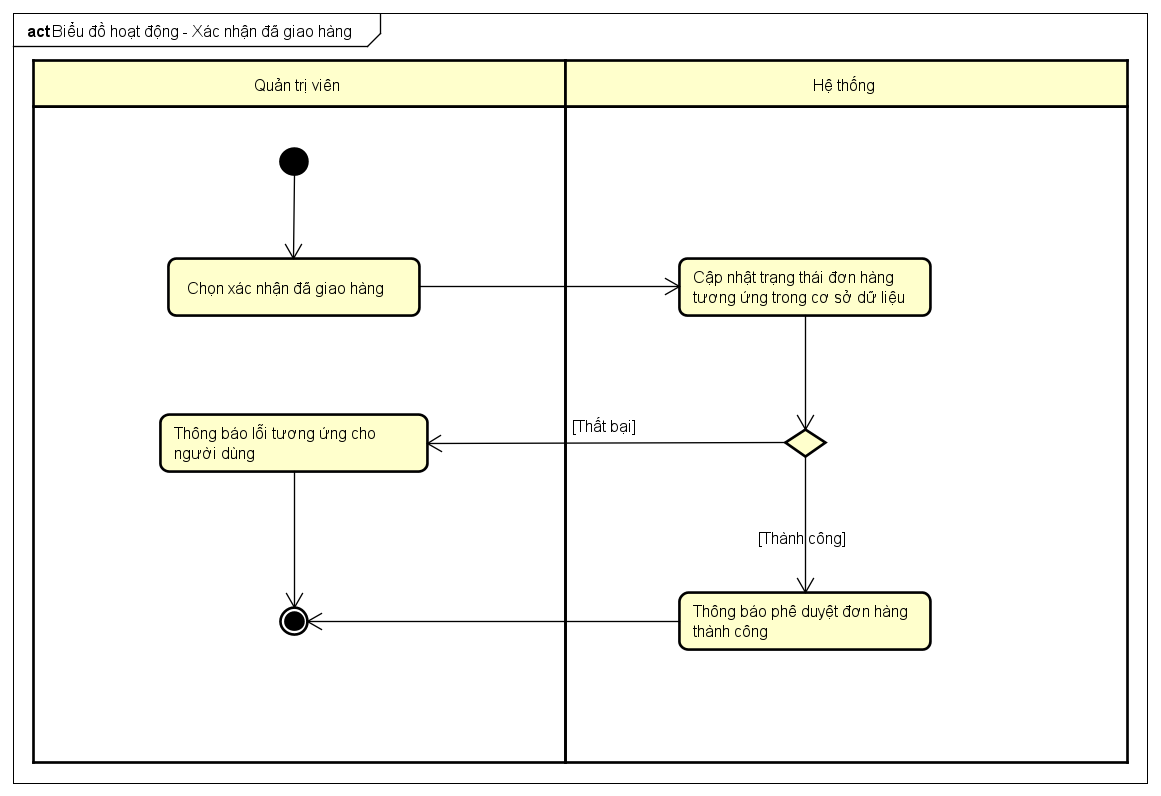 act Biểu đồ hoạt động - Xác nhận đã giao hàng
Quản trị viên
Hệ thống
Chọn xác nhận đã giao hàng
Cập nhật trạng thái đơn hàng
tương ứng trong cơ sở dữ liệu
Thông báo lỗi tương ứng cho
người dùng
[Thất bại]
[Thành công]
Thông báo phê duyệt đơn hàng
thành công